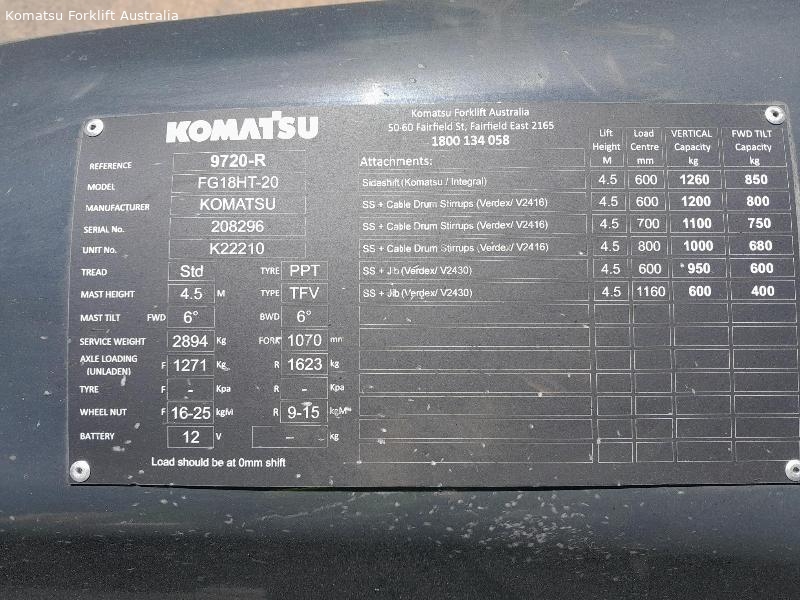 Komatsu Forklift Australia
KOMATSU
Komatsu Forklift Australia
50-60 Fairfield St, Fairfield East 2165
1800 134 058
REFERENCE 9720-R
MODEL FG18HT-20
MANUFACTURER KOMATSU
SERIAL No. 208296
UNIT No. K22210
TREAD Std TYRE PPT
MAST HEIGHT 4.5 M TYPE TFV
MAST TILT FWD 6° BWD 6°
SERVICE WEIGHT 2894 Kg FORK 1070 mm
AXLE LOADING (UNLADEN) F 1271 Kg R 1623 kg
TYRE F - Kpa R - Kpa
WHEEL NUT F 16-25 kgM R 9-15 kgM
BATTERY 12 V - kg
Load should be at 0mm shift
Attachments: Lift Height M Load Centre mm VERTICAL Capacity kg FWD TILT Capacity kg
Sideshift (Komatsu / Integral) 4.5 600 1260 850
SS + Cable Drum Stirrups (Verdex/ V2416) 4.5 600 1200 800
SS + Cable Drum Stirrups (Verdex/ V2416) 4.5 700 1100 750
SS + Cable Drum Stirrups (Verdex/ V2416) 4.5 800 1000 680
SS + Jib (Verdex/ V2430) 4.5 600 950 600
SS + Jib (Verdex/ V2430) 4.5 1160 600 400